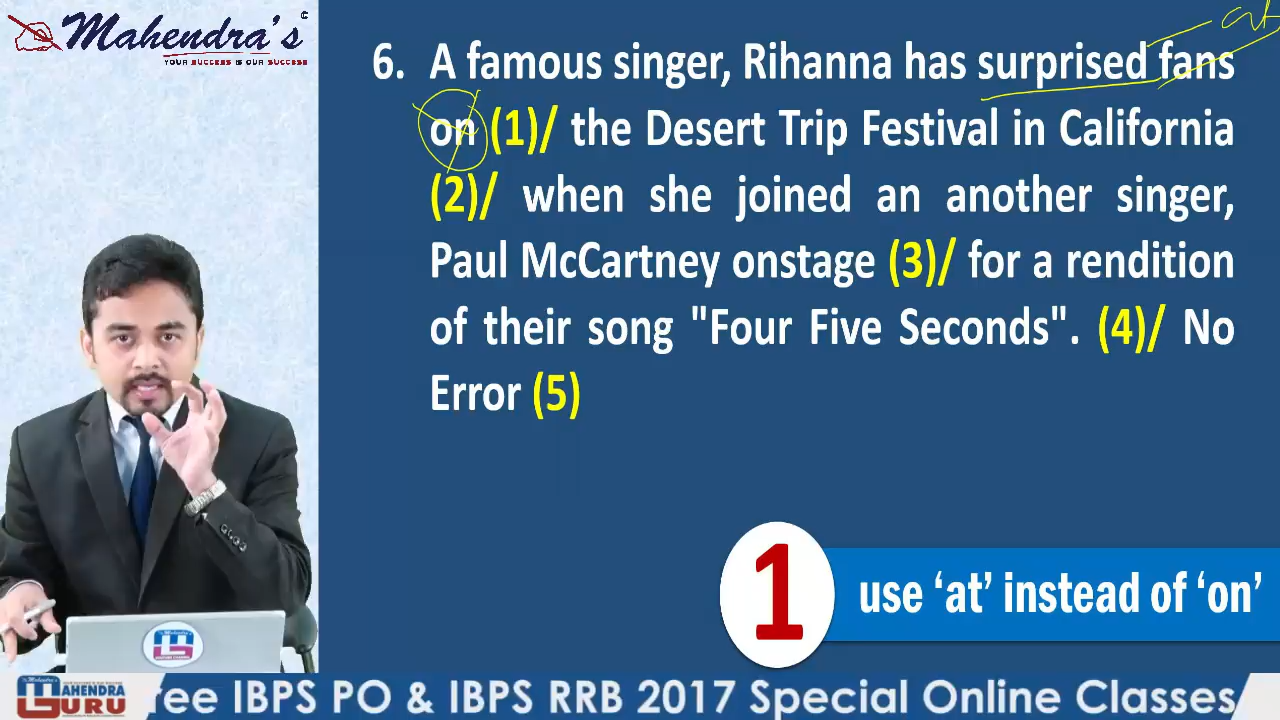 Mahendra's
YOUR SUCCESS IS OUR SUCCESS
at
6. A famous singer, Rihanna has surprised fans
on (1)/ the Desert Trip Festival in California
(2)/ when she joined an another singer,
Paul McCartney onstage (3)/ for a rendition
of their song "Four Five Seconds". (4)/ No
Error (5)
1 use ‘at’ instead of ‘on’
MAHENDRA
GURU
ree IBPS PO & IBPS RRB 2017 Special Online Classes